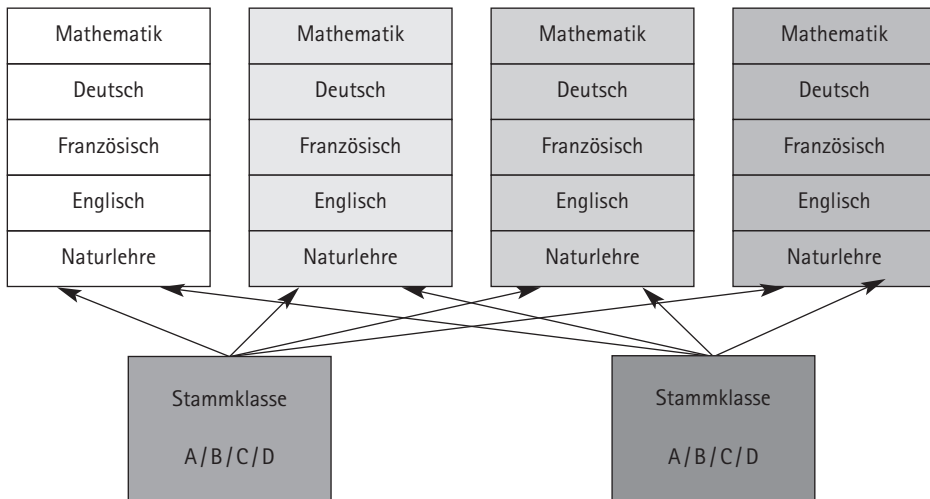 Mathematik
Deutsch
Französisch
Englisch
Naturlehre
Mathematik
Deutsch
Französisch
Englisch
Naturlehre
Mathematik
Deutsch
Französisch
Englisch
Naturlehre
Mathematik
Deutsch
Französisch
Englisch
Naturlehre
Stammklasse
A/B/C/D
Stammklasse
A/B/C/D